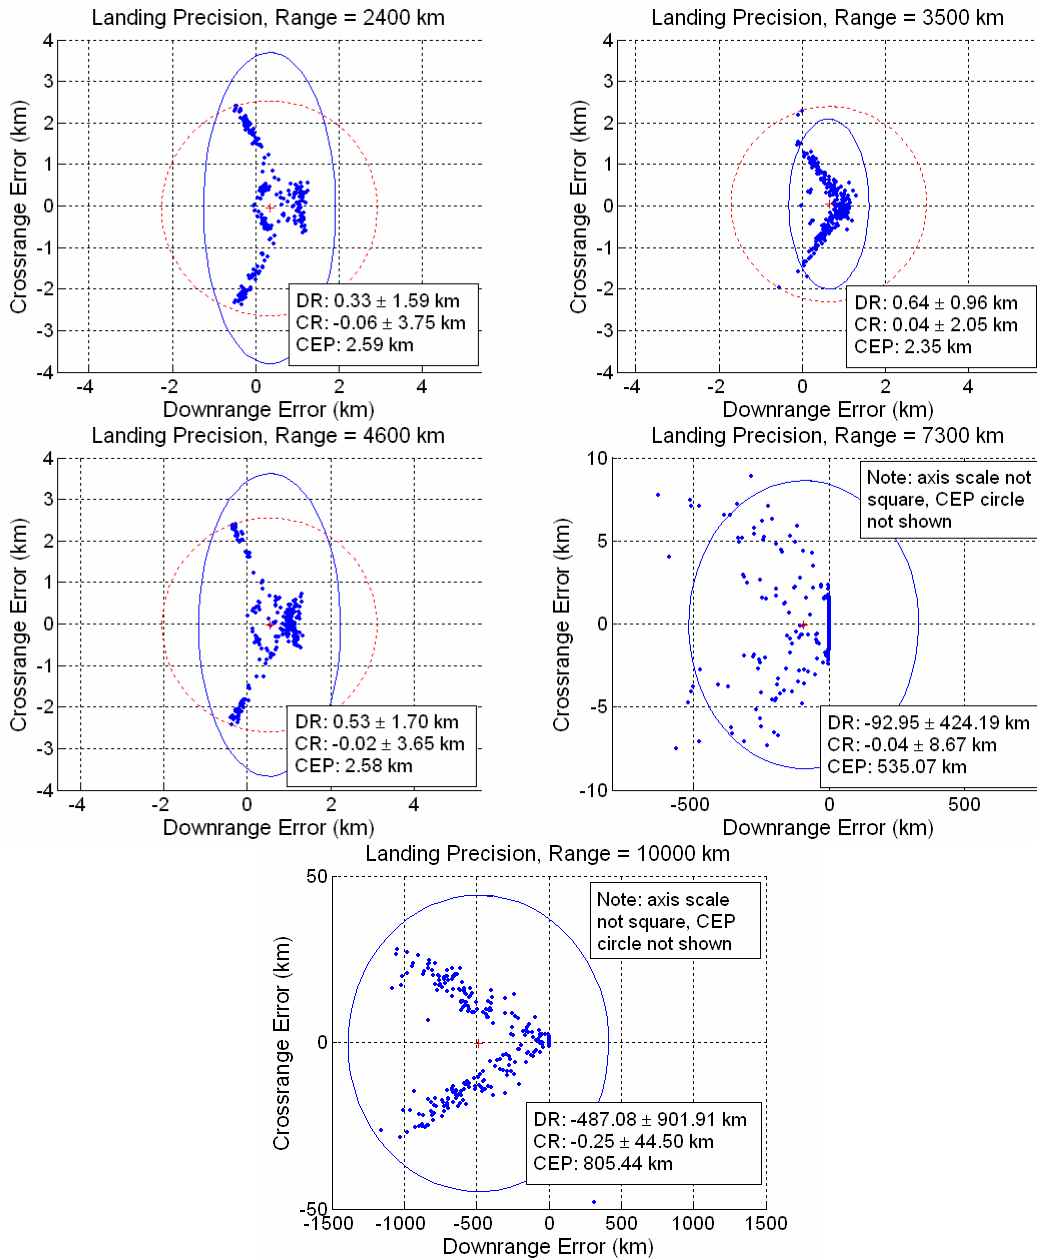 Landing Precision, Range = 2400 km
4
3
2
1
0
-1
-2
-3
-4
Crossrange Error (km)
DR: 0.33 ± 1.59 km
CR: -0.06 ± 3.75 km
CEP: 2.59 km
-4 -2 0 2 4
Downrange Error (km)
Landing Precision, Range = 3500 km
4
3
2
1
0
-1
-2
-3
-4
Crossrange Error (km)
DR: 0.64 ± 0.96 km
CR: 0.04 ± 2.05 km
CEP: 2.35 km
-4 -2 0 2 4
Downrange Error (km)
Landing Precision, Range = 4600 km
4
3
2
1
0
-1
-2
-3
-4
Crossrange Error (km)
DR: 0.53 ± 1.70 km
CR: -0.02 ± 3.65 km
CEP: 2.58 km
-4 -2 0 2 4
Downrange Error (km)
Landing Precision, Range = 7300 km
10
5
0
-5
-10
Crossrange Error (km)
Note: axis scale not
square, CEP circle
not shown
DR: -92.95 ± 424.19 km
CR: -0.04 ± 8.67 km
CEP: 535.07 km
-500 0 500
Downrange Error (km)
Landing Precision, Range = 10000 km
50
0
-50
Crossrange Error (km)
Note: axis scale
not square, CEP
circle not shown
DR: -487.08 ± 901.91 km
CR: -0.25 ± 44.50 km
CEP: 805.44 km
-1500 -1000 -500 0 500 1000 1500
Downrange Error (km)